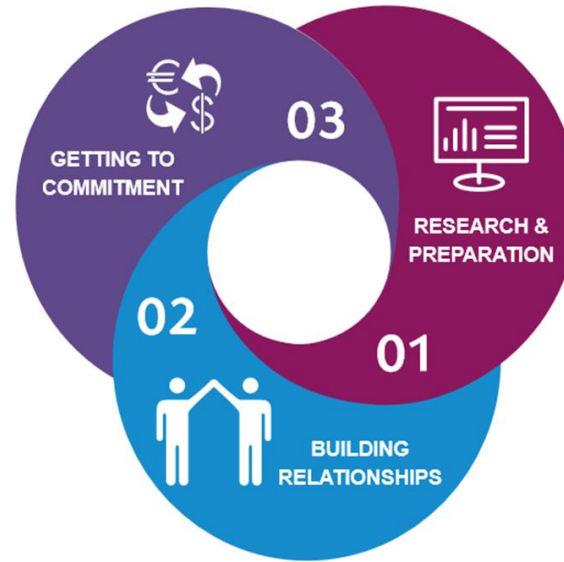 01
RESEARCH &
PREPARATION
02
BUILDING
RELATIONSHIPS
03
GETTING TO
COMMITMENT
€
$